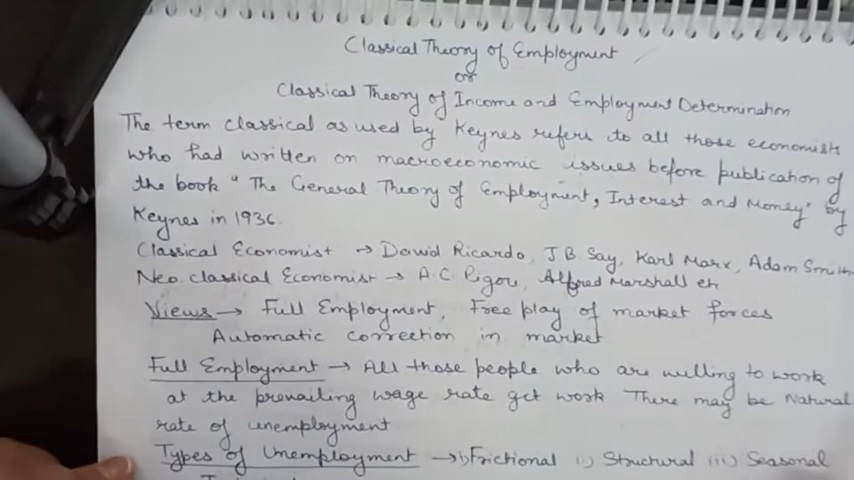 Classical Theory of Employment
or
Classical Theory of Income and Employment Determination
The term classical as used by Keynes refers to all those economists
who had written on macroeconomic issues before publication of
the book "The General Theory of Employment, Interest and Money" by
Keynes in 1936.
Classical Economist → David Ricardo, J B Say, Karl Marx, Adam Smith
Neo classical Economist → A.C Pigou, Alfred Marshall etc
Views → Full Employment, Free play of market forces
Automatic correction in market
Full Employment → All those people who are willing to work
at the prevailing wage rate get work There may be Natural
rate of unemployment
Types of Unemployment → i) Frictional ii) Structural iii) Seasonal